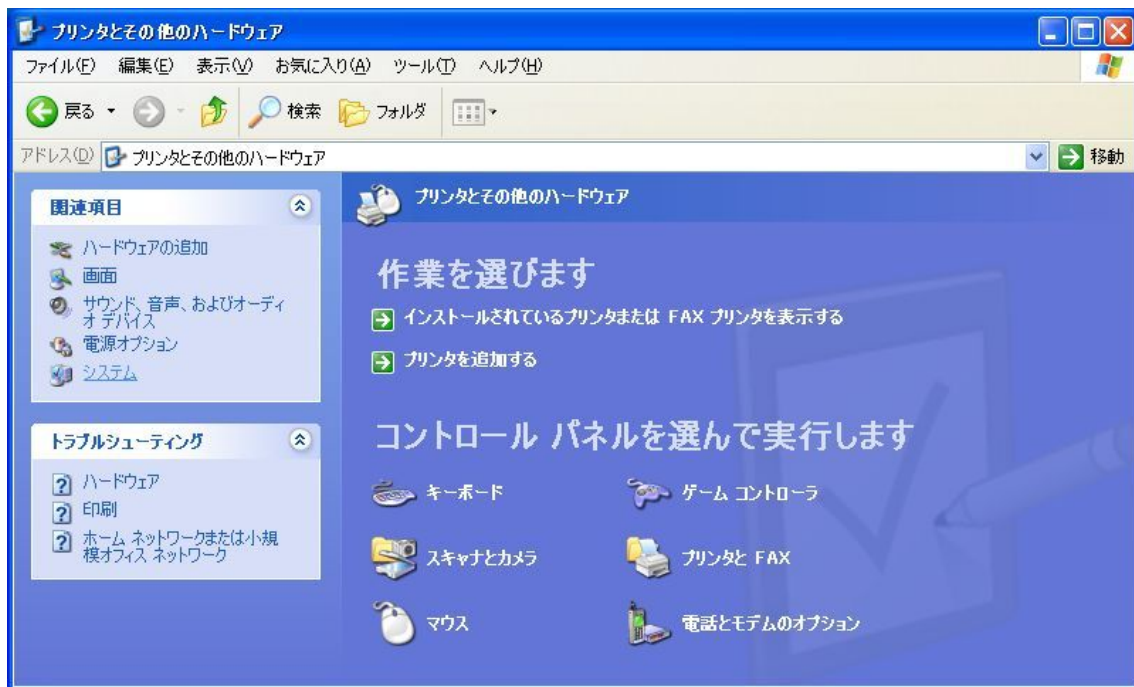 プリンタとその他のハードウェア
ファイル(F) 編集(E) 表示(V) お気に入り(A) ツール(T) ヘルプ(H)
戻る 検索 フォルダ
アドレス(D) プリンタとその他のハードウェア 移動
関連項目
ハードウェアの追加
画面
サウンド、音声、およびオーディ
オ デバイス
電源オプション
システム
トラブルシューティング
ハードウェア
印刷
ホーム ネットワークまたは小規
模オフィス ネットワーク
プリンタとその他のハードウェア
作業を選びます
インストールされているプリンタまたは FAX プリンタを表示する
プリンタを追加する
コントロール パネルを選んで実行します
キーボード
ゲーム コントローラ
スキャナとカメラ
プリンタと FAX
マウス
電話とモデムのオプション